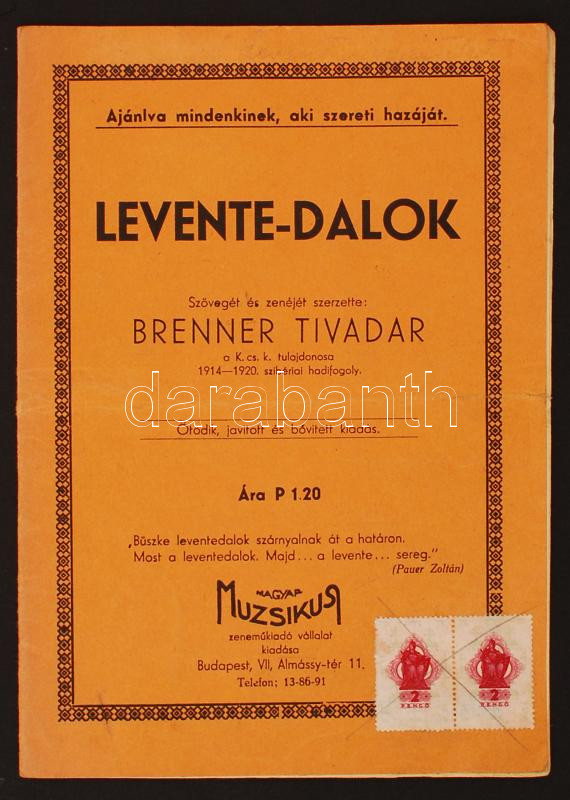 Ajánlva mindenkinek, aki szereti hazáját.
LEVENTE-DALOK
Szövegét és zenéjét szerzette:
BRENNER TIVADAR
a K. cs. k. tulajdonosa
1914—1920. szibériai hadifogoly.
darabanth
Ötödik, javított és bővített kiadás.
Ára P 1.20
„Büszke leventedalok szárnyalnak át a határon.
Most a leventedalok. Majd... a levente... sereg."
(Pauer Zoltán)
MAGYAR
MUZSIKUS
zeneműkiadó vállalat
kiadása
Budapest, VII, Almássy-tér 11.
Telefon; 13-86-91
2 2
PENGŐ PENGŐ